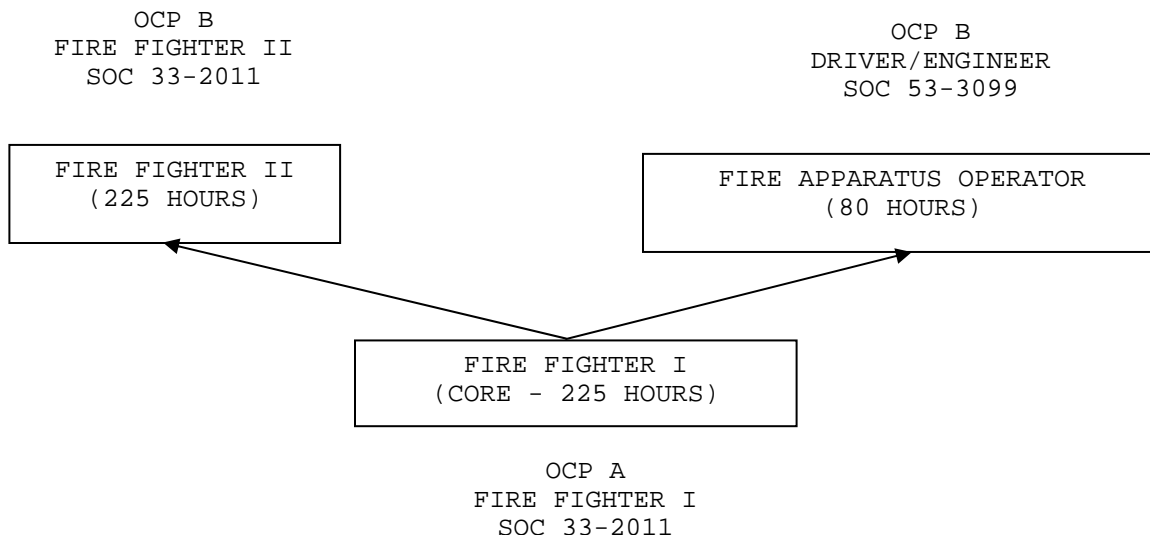 OCP B
FIRE FIGHTER II
SOC 33-2011
OCP B
DRIVER/ENGINEER
SOC 53-3099
FIRE FIGHTER II
(225 HOURS)
FIRE APPARATUS OPERATOR
(80 HOURS)
FIRE FIGHTER I
(CORE - 225 HOURS)
OCP A
FIRE FIGHTER I
SOC 33-2011